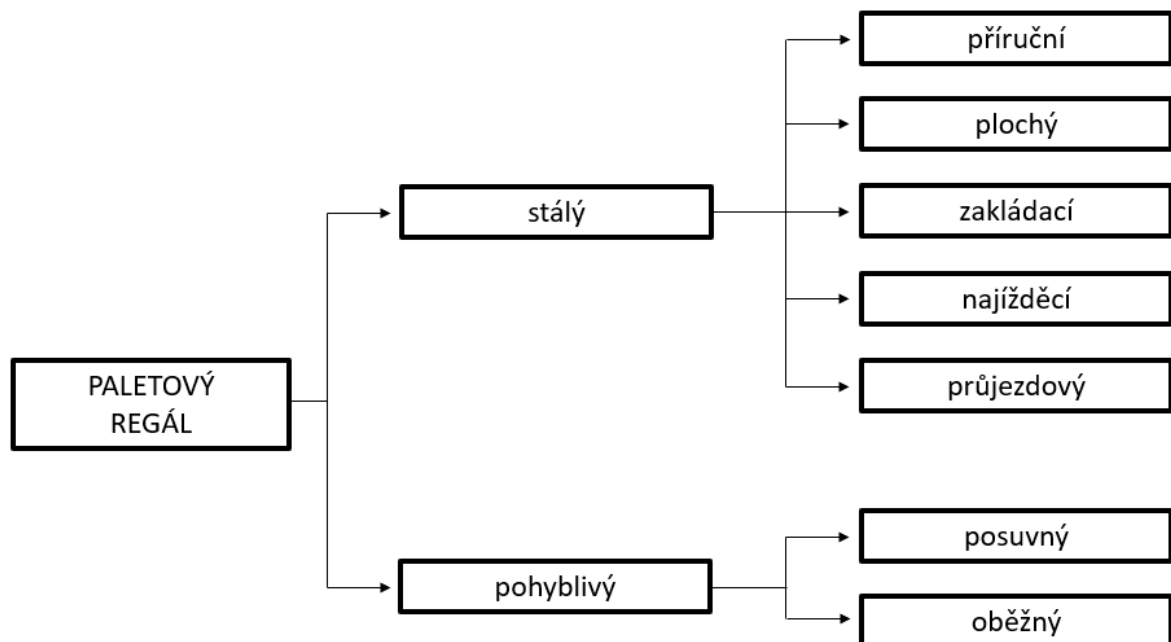 příruční
plochý
stálý
zakládací
najížděcí
PALETOVÝ
REGÁL
průjezdový
posuvný
pohyblivý
oběžný